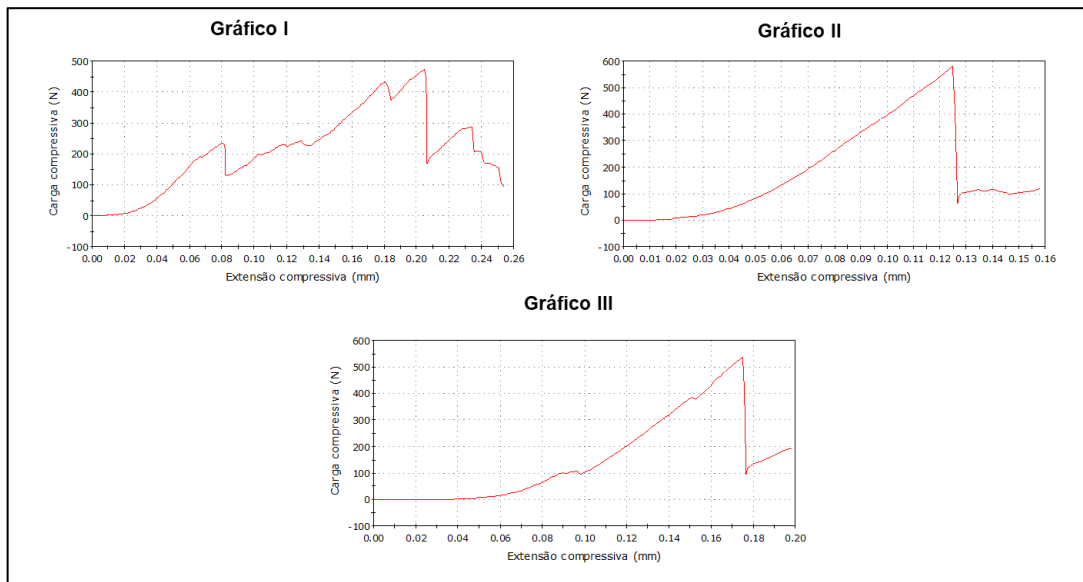 Gráfico I
500
400
300
200
100
0
-100
Carga compressiva (N)
0.00 0.02 0.04 0.06 0.08 0.10 0.12 0.14 0.16 0.18 0.20 0.22 0.24 0.26
Extensão compressiva (mm)
Gráfico II
600
500
400
300
200
100
0
-100
Carga compressiva (N)
0.00 0.01 0.02 0.03 0.04 0.05 0.06 0.07 0.08 0.09 0.10 0.11 0.12 0.13 0.14 0.15 0.16
Extensão compressiva (mm)
Gráfico III
600
500
400
300
200
100
0
-100
Carga compressiva (N)
0.00 0.02 0.04 0.06 0.08 0.10 0.12 0.14 0.16 0.18 0.20
Extensão compressiva (mm)